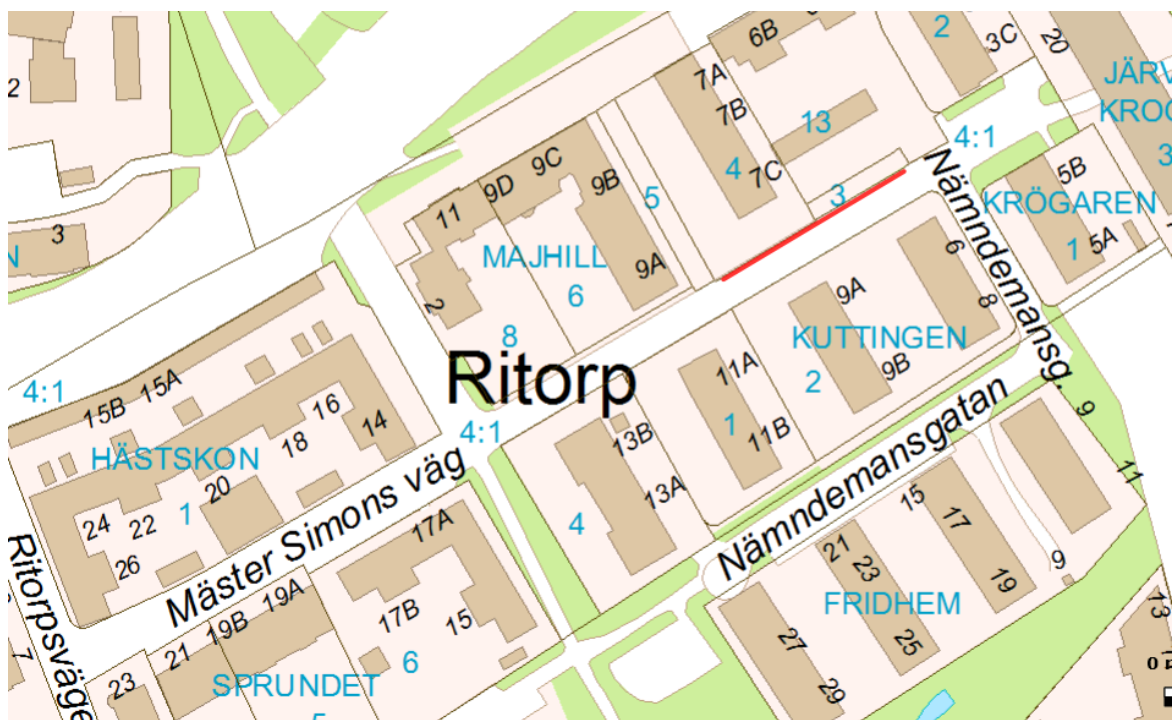 2
6B
2
3C
20
JÄRV
KROG
3
7A
7B
13
4:1
7C
4
3
5
9C
9D
9B
11
9A
MAJHILL
6
2
8
3
N
Nämndemansg.
5B
KRÖGAREN
5A
1
6
8
9A
KUTTINGEN
2
9B
Ritorp
11A
1
11B
4:1
15B
15A
16
14
18
4:1
HÄSTSKON
20
1
24
22
26
Mäster Simons väg
13B
13A
4
Nämndemansgatan
9
11
15
17
19
9
21
23
25
FRIDHEM
27
29
13
Ritorpsväge
7
17A
17B
15
6
19A
19B
21
23
SPRUNDET
5